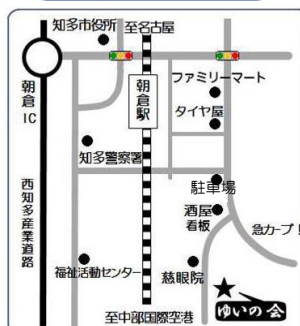 知多市役所
至名古屋
ファミリーマート
朝倉駅
タイヤ屋
朝倉IC
知多警察署
駐車場
西知多産業道路
酒屋
看板
急カーブ!
福祉活動センター
慈眼院
ゆいの会
至中部国際空港